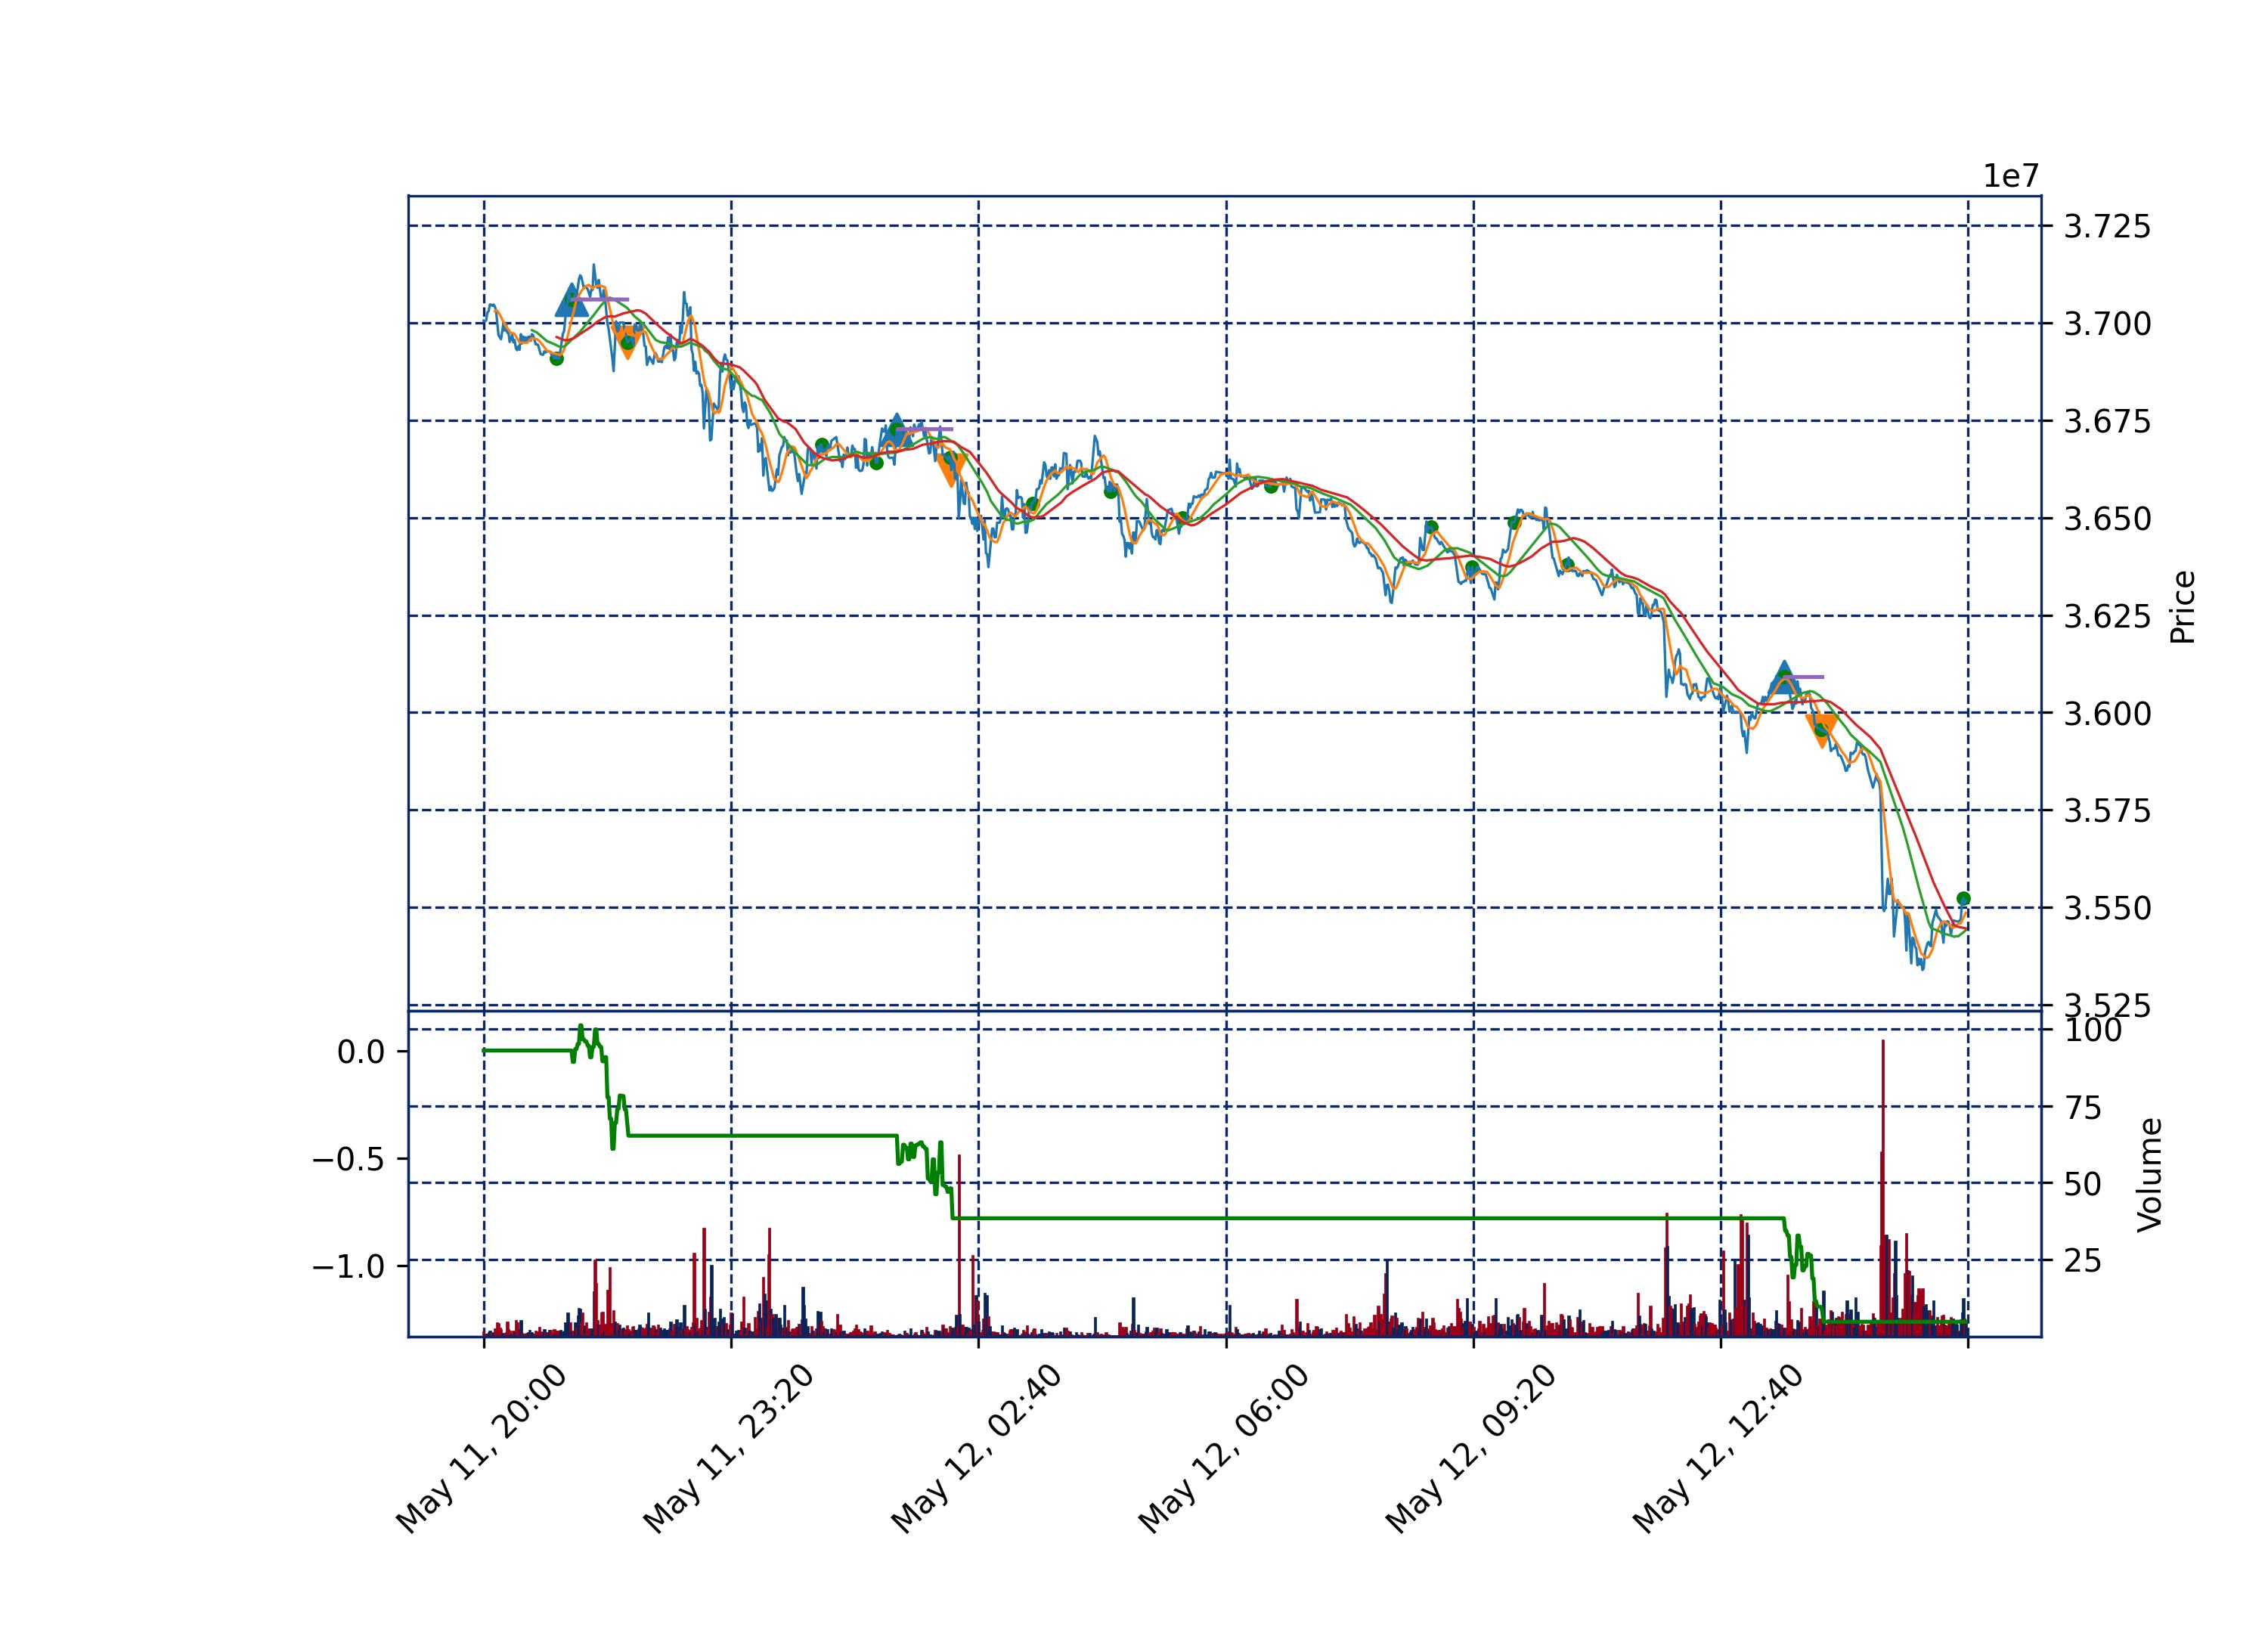 1e7
3.725
3.700
3.675
3.650
3.625
3.600
3.575
3.550
3.525
Price
0.0
−0.5
−1.0
100
75
50
25
Volume
May 11, 20:00
May 11, 23:20
May 12, 02:40
May 12, 06:00
May 12, 09:20
May 12, 12:40